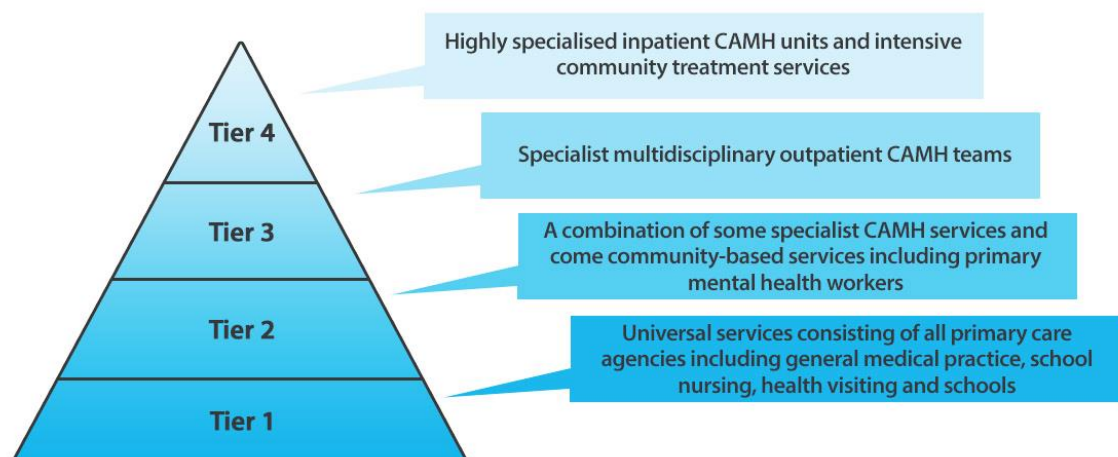 Highly specialised inpatient CAMH units and intensive
community treatment services
Tier 4
Specialist multidisciplinary outpatient CAMH teams
Tier 3
A combination of some specialist CAMH services and
come community-based services including primary
mental health workers
Tier 2
Universal services consisting of all primary care
agencies including general medical practice, school
nursing, health visiting and schools
Tier 1